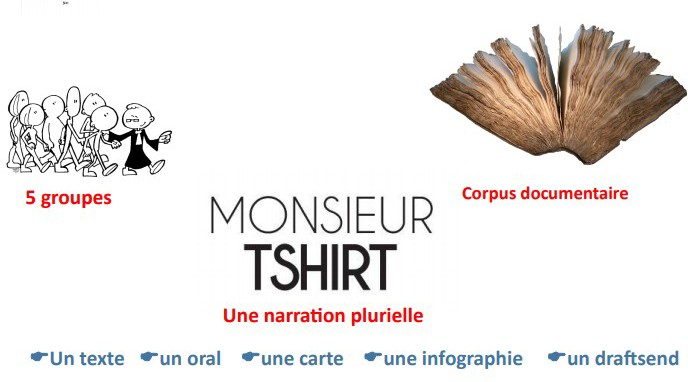 5 groupes
Corpus documentaire
MONSIEUR
TSHIRT
Une narration plurielle
☛Un texte ☛un oral ☛une carte ☛une infographie ☛un draftsend